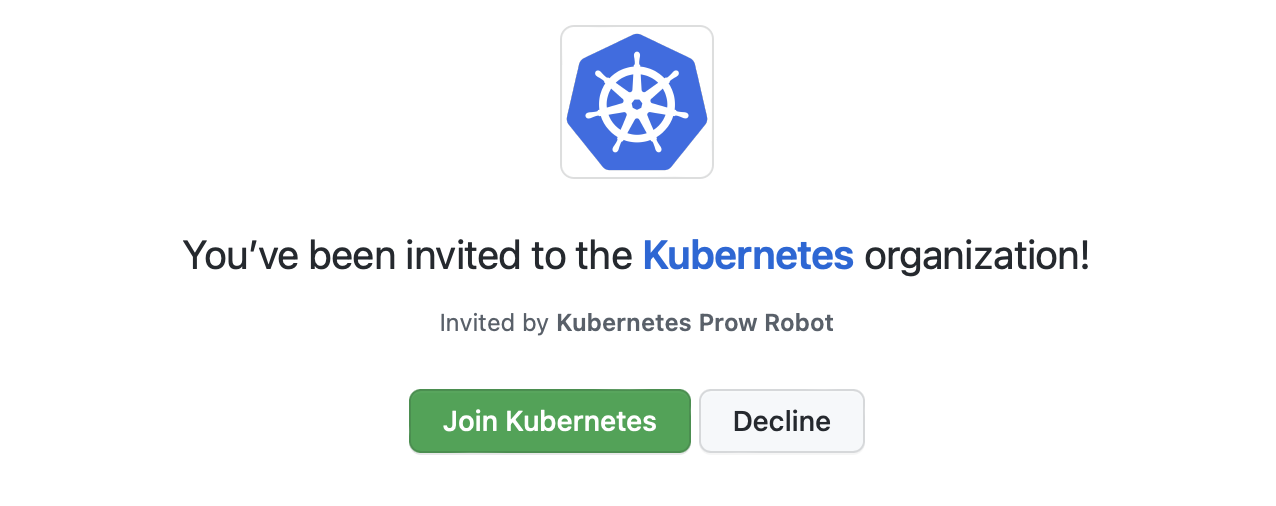 You’ve been invited to the Kubernetes organization!
Invited by Kubernetes Prow Robot
Join Kubernetes Decline